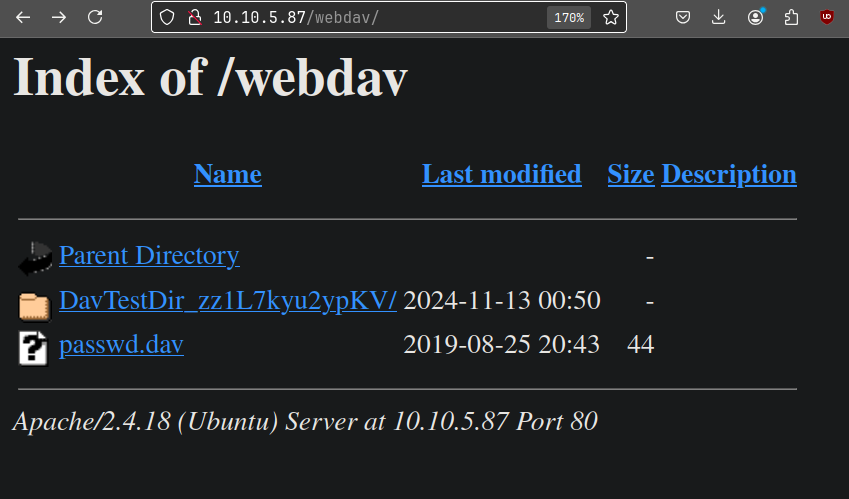 10.10.5.87/webdav/ 170%
Index of /webdav
Name Last modified Size Description
Parent Directory -
DavTestDir_zz1L7kyu2ypKV/ 2024-11-13 00:50 -
passwd.dav 2019-08-25 20:43 44
Apache/2.4.18 (Ubuntu) Server at 10.10.5.87 Port 80